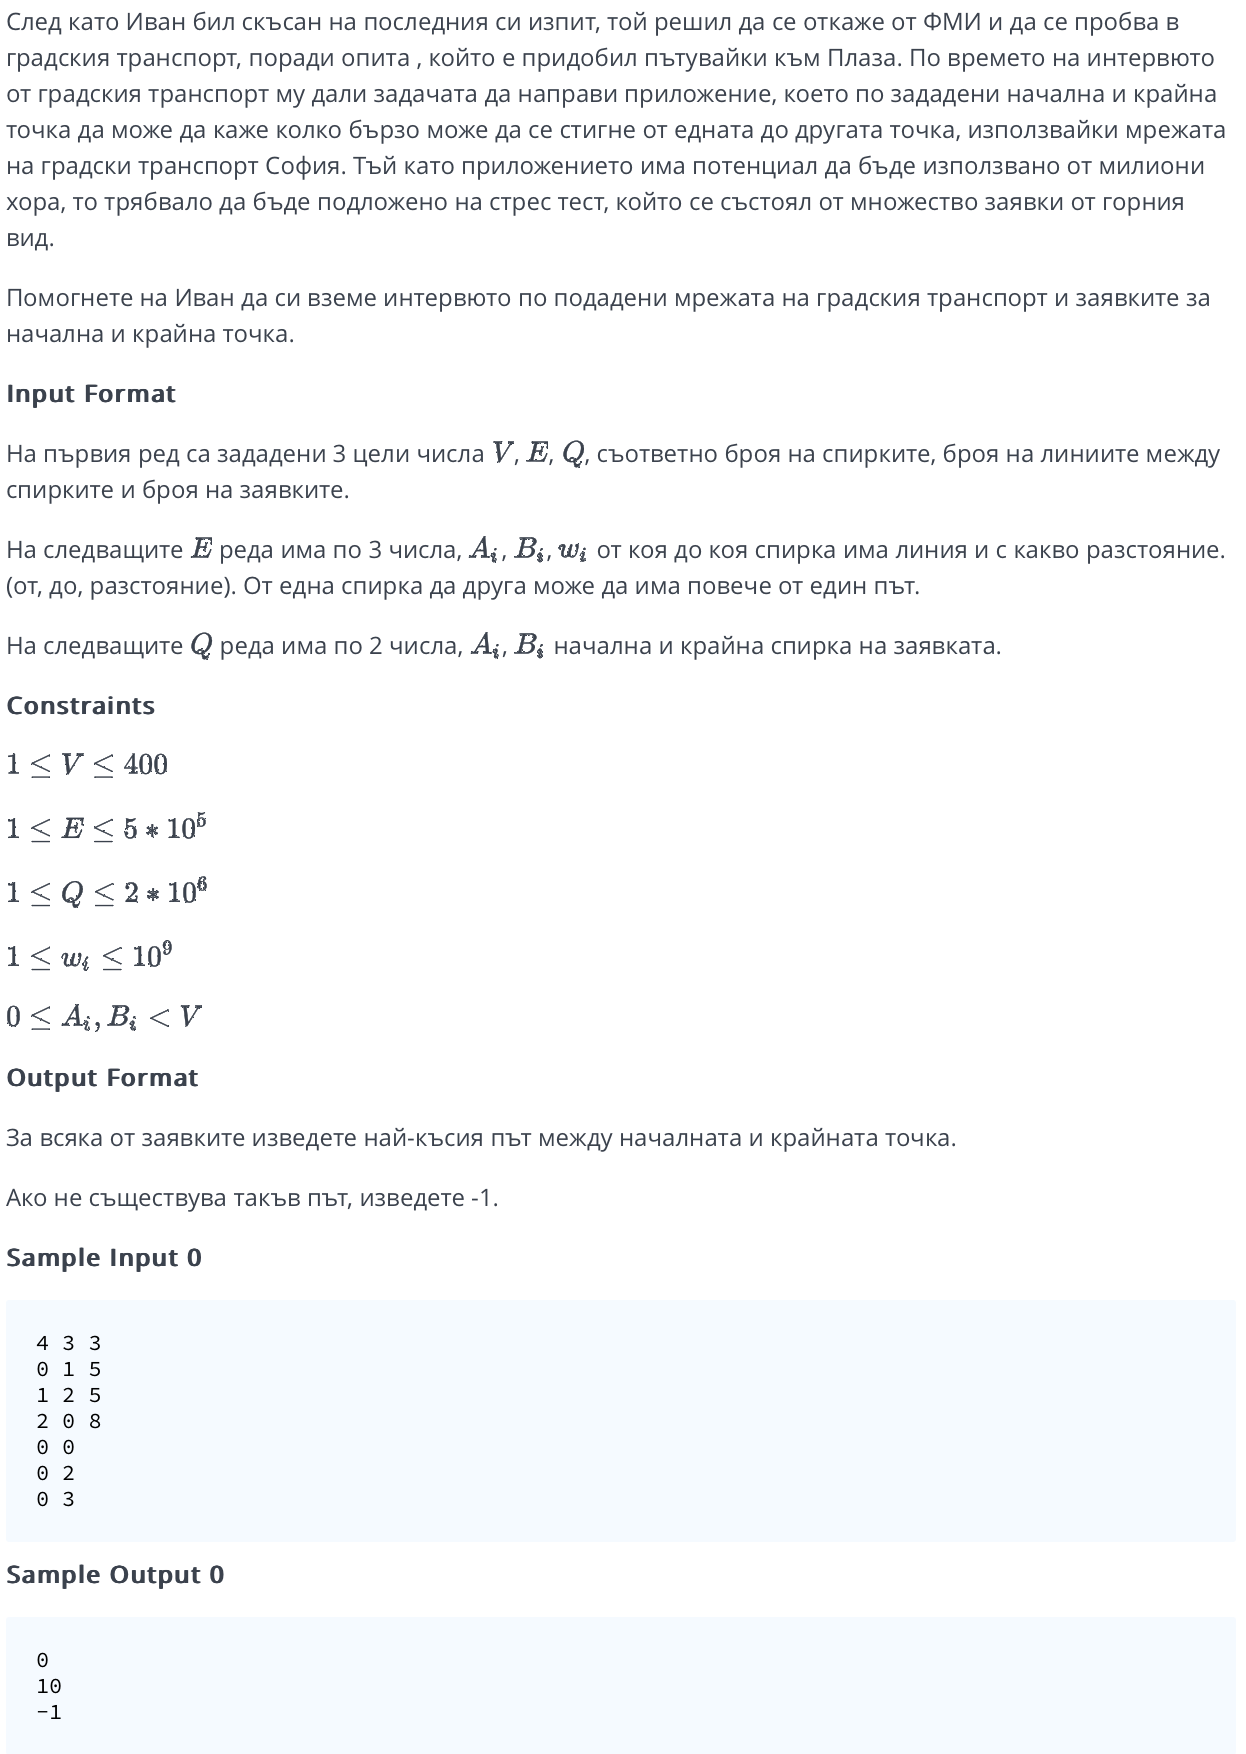 След като Иван бил скъсан на последния си изпит, той решил да се откаже от ФМИ и да се пробва в
градския транспорт, поради опита , който е придобил пътувайки към Плаза. По времето на интервюто
от градския транспорт му дали задачата да направи приложение, което по зададени начална и крайна
точка да може да каже колко бързо може да се стигне от едната до другата точка, използвайки мрежата
на градски транспорт София. Тъй като приложението има потенциал да бъде използвано от милиони
хора, то трябвало да бъде подложено на стрес тест, който се състоял от множество заявки от горния
вид.
Помогнете на Иван да си вземе интервюто по подадени мрежата на градския транспорт и заявките за
начална и крайна точка.
Input Format
На първия ред са зададени 3 цели числа V, E, Q, съответно броя на спирките, броя на линиите между
спирките и броя на заявките.
На следващите E реда има по 3 числа, A_i, B_i, w_i от коя до коя спирка има линия и с какво разстояние.
(от, до, разстояние). От една спирка да друга може да има повече от един път.
На следващите Q реда има по 2 числа, A_i, B_i начална и крайна спирка на заявката.
Constraints
1 ≤ V ≤ 400
1 ≤ E ≤ 5 * 10^5
1 ≤ Q ≤ 2 * 10^6
1 ≤ w_i ≤ 10^9
0 ≤ A_i, B_i < V
Output Format
За всяка от заявките изведете най-късия път между началната и крайната точка.
Ако не съществува такъв път, изведете -1.
Sample Input 0
4 3 3
0 1 5
1 2 5
2 0 8
0 0
0 2
0 3
Sample Output 0
0
10
-1